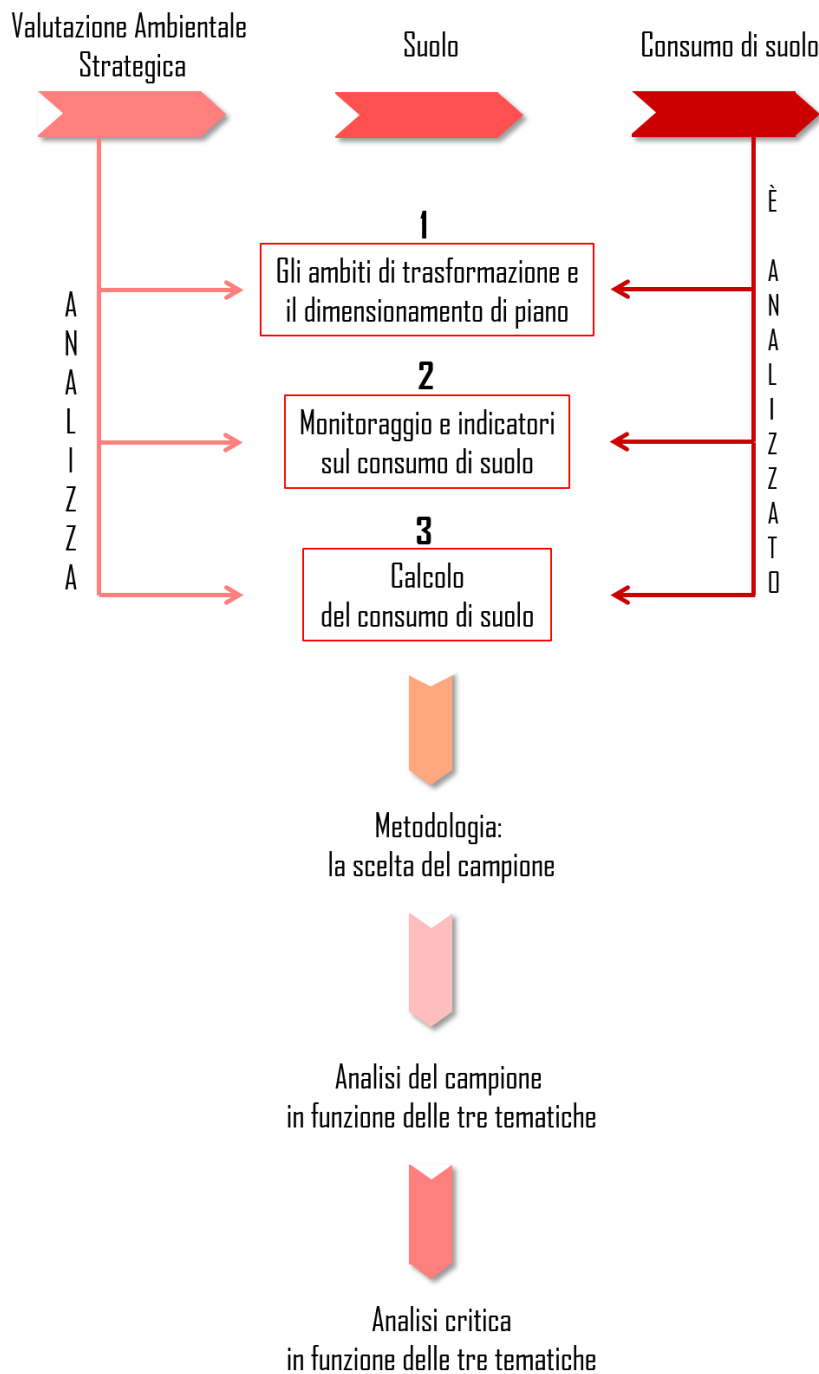 Valutazione Ambientale
Strategica
Suolo
Consumo di suolo
ANALIZZA
È ANALIZZATO
1
Gli ambiti di trasformazione e
il dimensionamento di piano
2
Monitoraggio e indicatori
sul consumo di suolo
3
Calcolo
del consumo di suolo
Metodologia:
la scelta del campione
Analisi del campione
in funzione delle tre tematiche
Analisi critica
in funzione delle tre tematiche